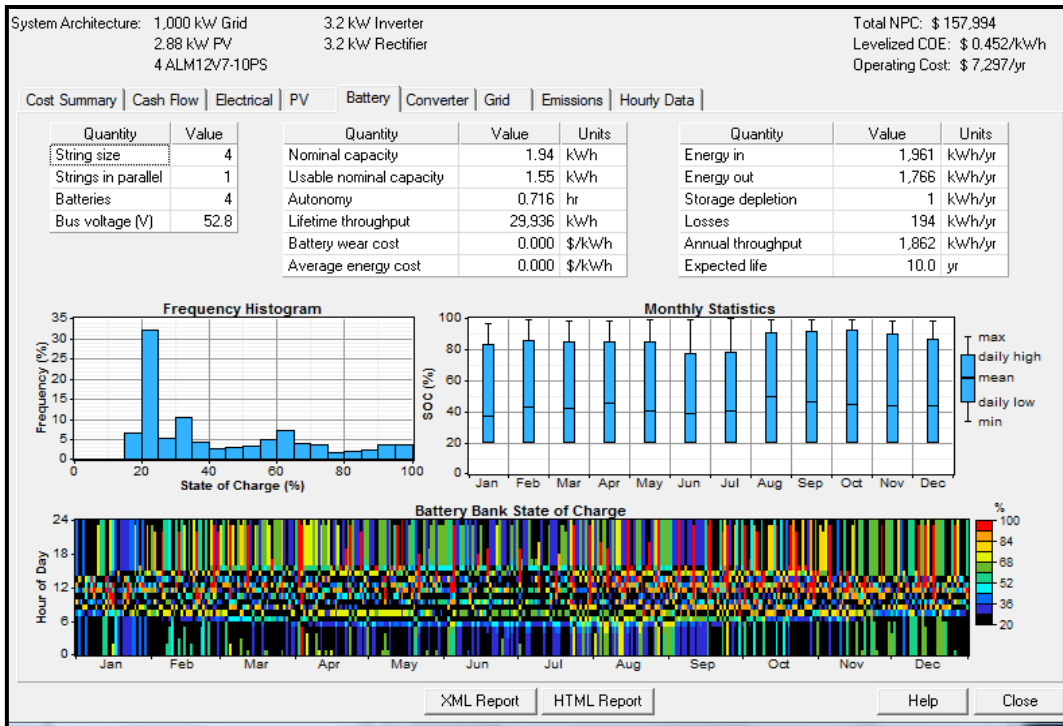 System Architecture: 1,000 kW Grid 3.2 kW Inverter Total NPC: $ 157,994
2.88 kW PV 3.2 kW Rectifier Levelized COE: $ 0.452/kWh
4 ALM12V7-10PS Operating Cost: $ 7,297/yr
Cost Summary Cash Flow Electrical PV Battery Converter Grid Emissions Hourly Data
Quantity Value
String size 4
Strings in parallel 1
Batteries 4
Bus voltage (V) 52.8
Quantity Value Units
Nominal capacity 1.94 kWh
Usable nominal capacity 1.55 kWh
Autonomy 0.716 hr
Lifetime throughput 29,936 kWh
Battery wear cost 0.000 $/kWh
Average energy cost 0.000 $/kWh
Quantity Value Units
Energy in 1,961 kWh/yr
Energy out 1,766 kWh/yr
Storage depletion 1 kWh/yr
Losses 194 kWh/yr
Annual throughput 1,862 kWh/yr
Expected life 10.0 yr
Frequency Histogram
Frequency (%)
35
30
25
20
15
10
5
0
0 20 40 60 80 100
State of Charge (%)
Monthly Statistics
SOC (%)
100
80
60
40
20
0
Jan Feb Mar Apr May Jun Jul Aug Sep Oct Nov Dec
max
daily high
mean
daily low
min
Battery Bank State of Charge
Hour of Day
24
18
12
6
0
Jan Feb Mar Apr May Jun Jul Aug Sep Oct Nov Dec
%
100
84
68
52
36
20
XML Report HTML Report Help Close